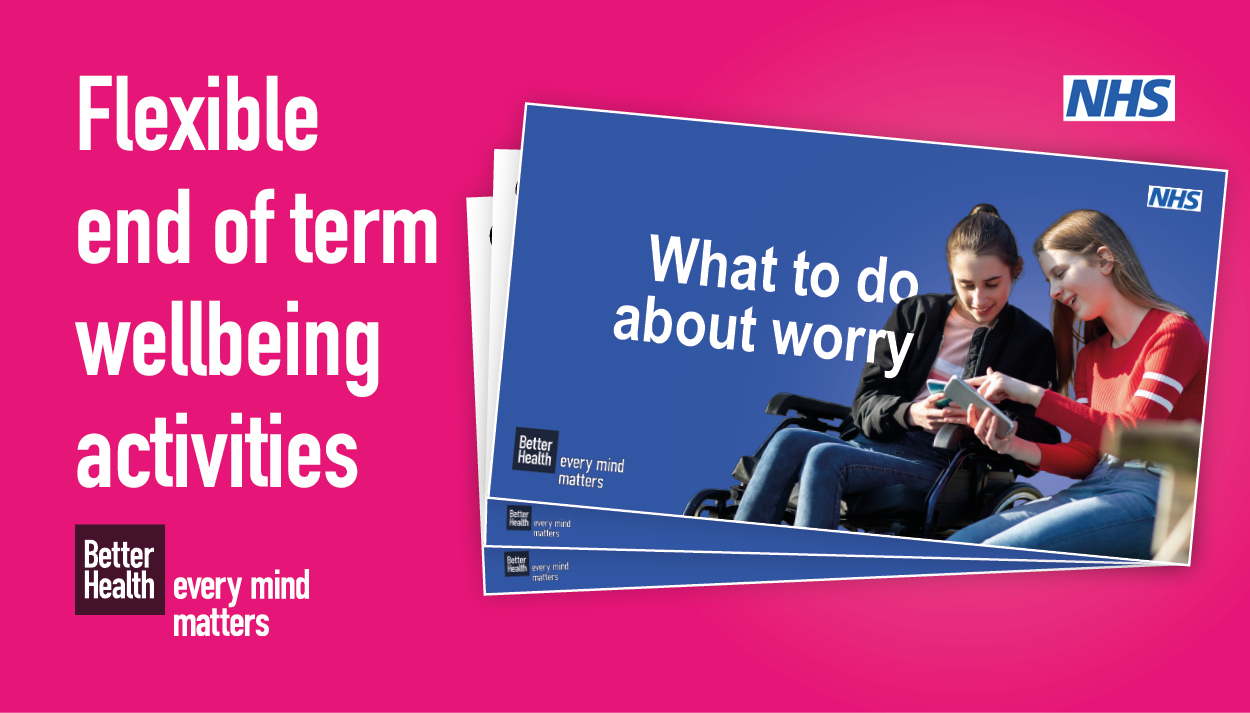 Flexible
end of term
wellbeing
activities
Better
Health
every mind
matters
NHS
NHS
What to do
about worry
Better
Health
every mind
matters
Better
Health
every mind
matters
Better
Health
every mind
matters